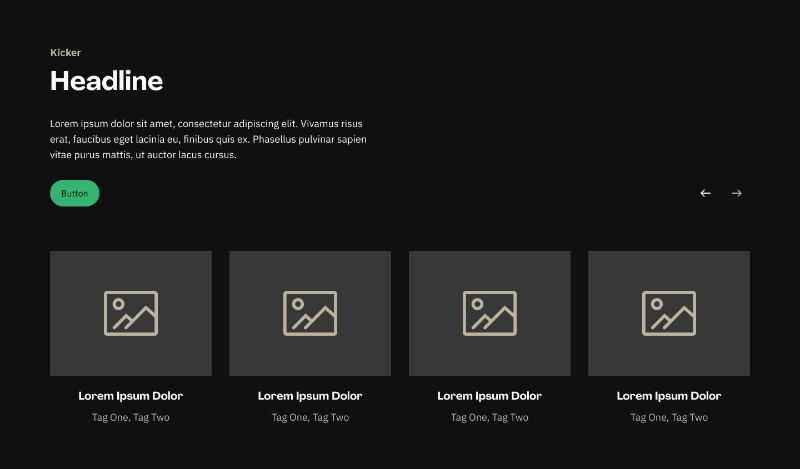 Kicker
Headline
Lorem ipsum dolor sit amet, consectetur adipiscing elit. Vivamus risus
erat, faucibus eget lacinia eu, finibus quis ex. Phasellus pulvinar sapien
vitae purus mattis, ut auctor lacus cursus.
Button
Lorem Ipsum Dolor
Tag One, Tag Two
Lorem Ipsum Dolor
Tag One, Tag Two
Lorem Ipsum Dolor
Tag One, Tag Two
Lorem Ipsum Dolor
Tag One, Tag Two